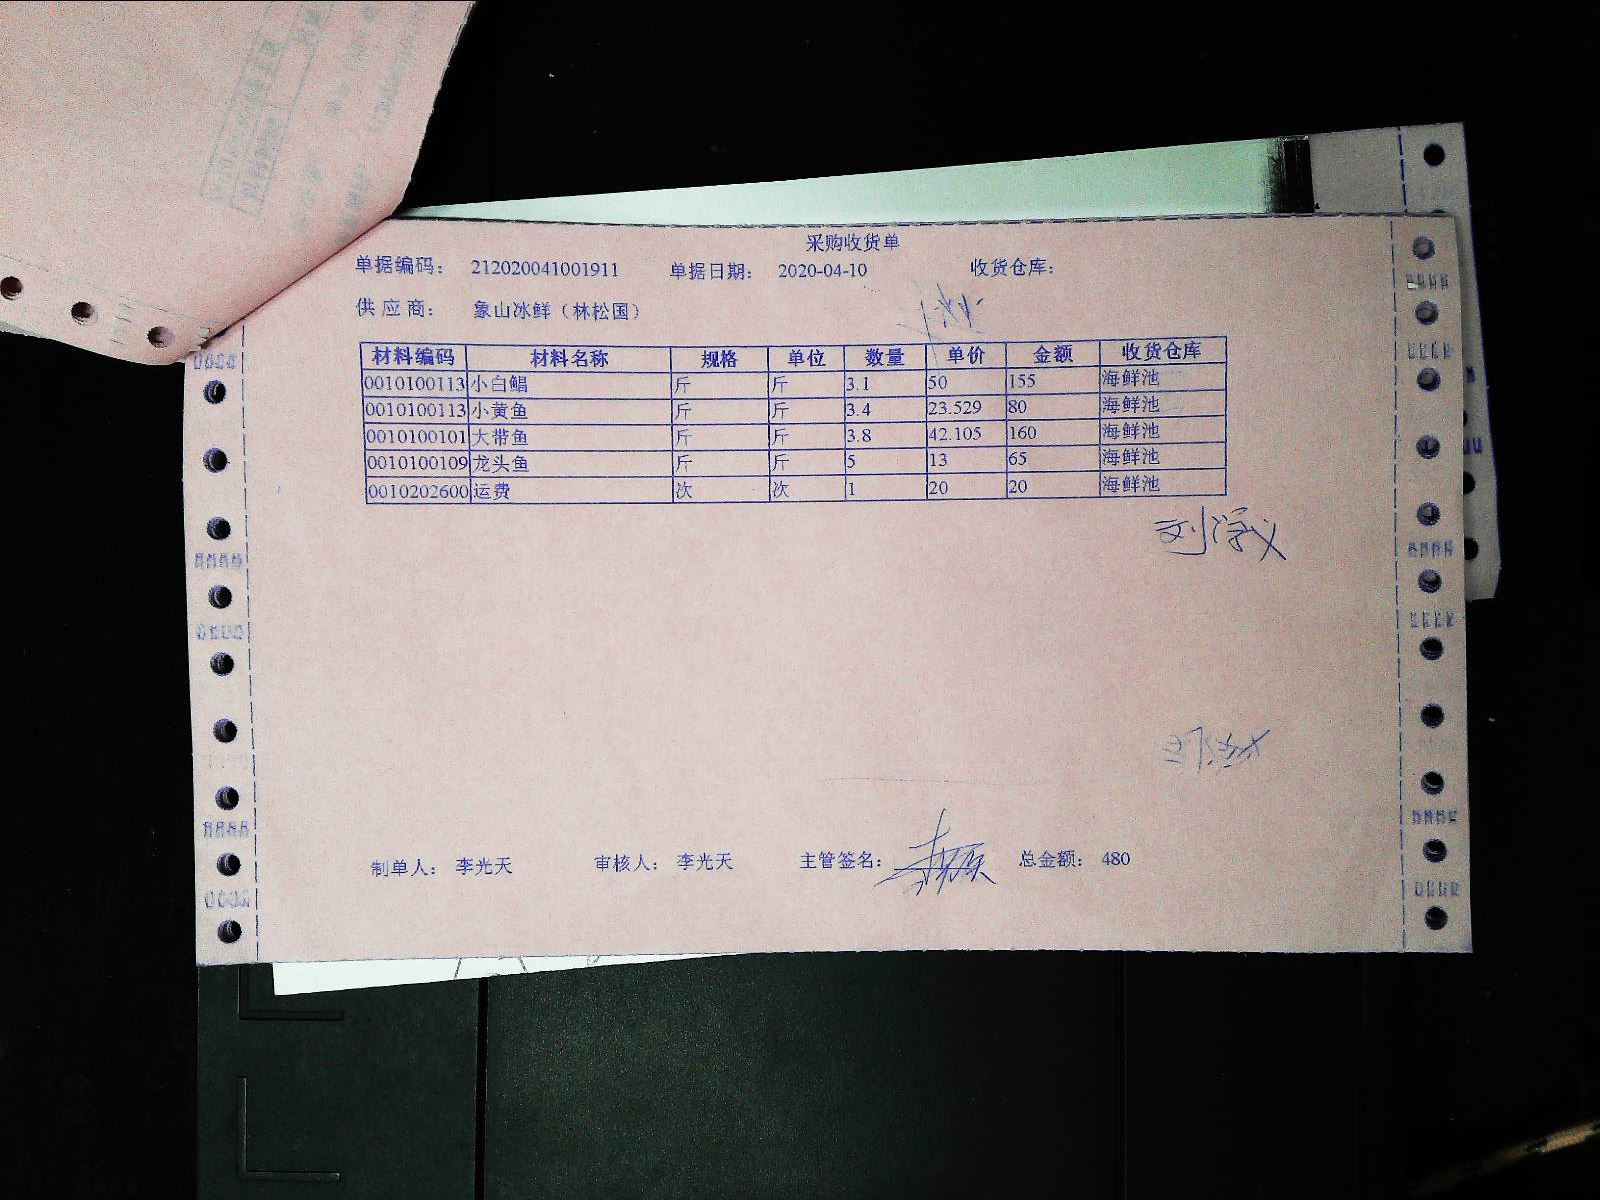 采购收货单
单据编码： 212020041001911 单据日期： 2020-04-10 收货仓库：
供 应 商： 象山冰鲜（林松国）
材料编码 材料名称 规格 单位 数量 单价 金额 收货仓库
0010100113 小白鲳 斤 斤 3.1 50 155 海鲜池
0010100113 小黄鱼 斤 斤 3.4 23.529 80 海鲜池
0010100101 大带鱼 斤 斤 3.8 42.105 160 海鲜池
0010100109 龙头鱼 斤 斤 5 13 65 海鲜池
0010202600 运费 次 次 1 20 20 海鲜池
制单人： 李光天 审核人： 李光天 主管签名： 总金额： 480